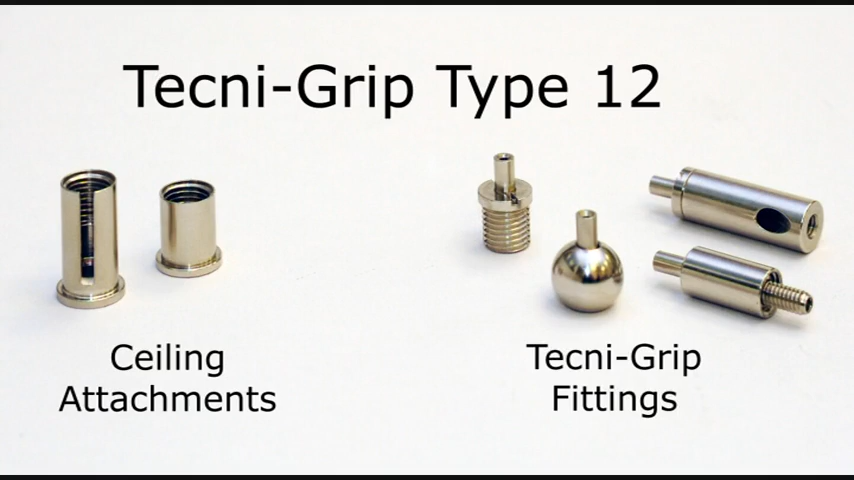 Tecni-Grip Type 12
Ceiling
Attachments
Tecni-Grip
Fittings